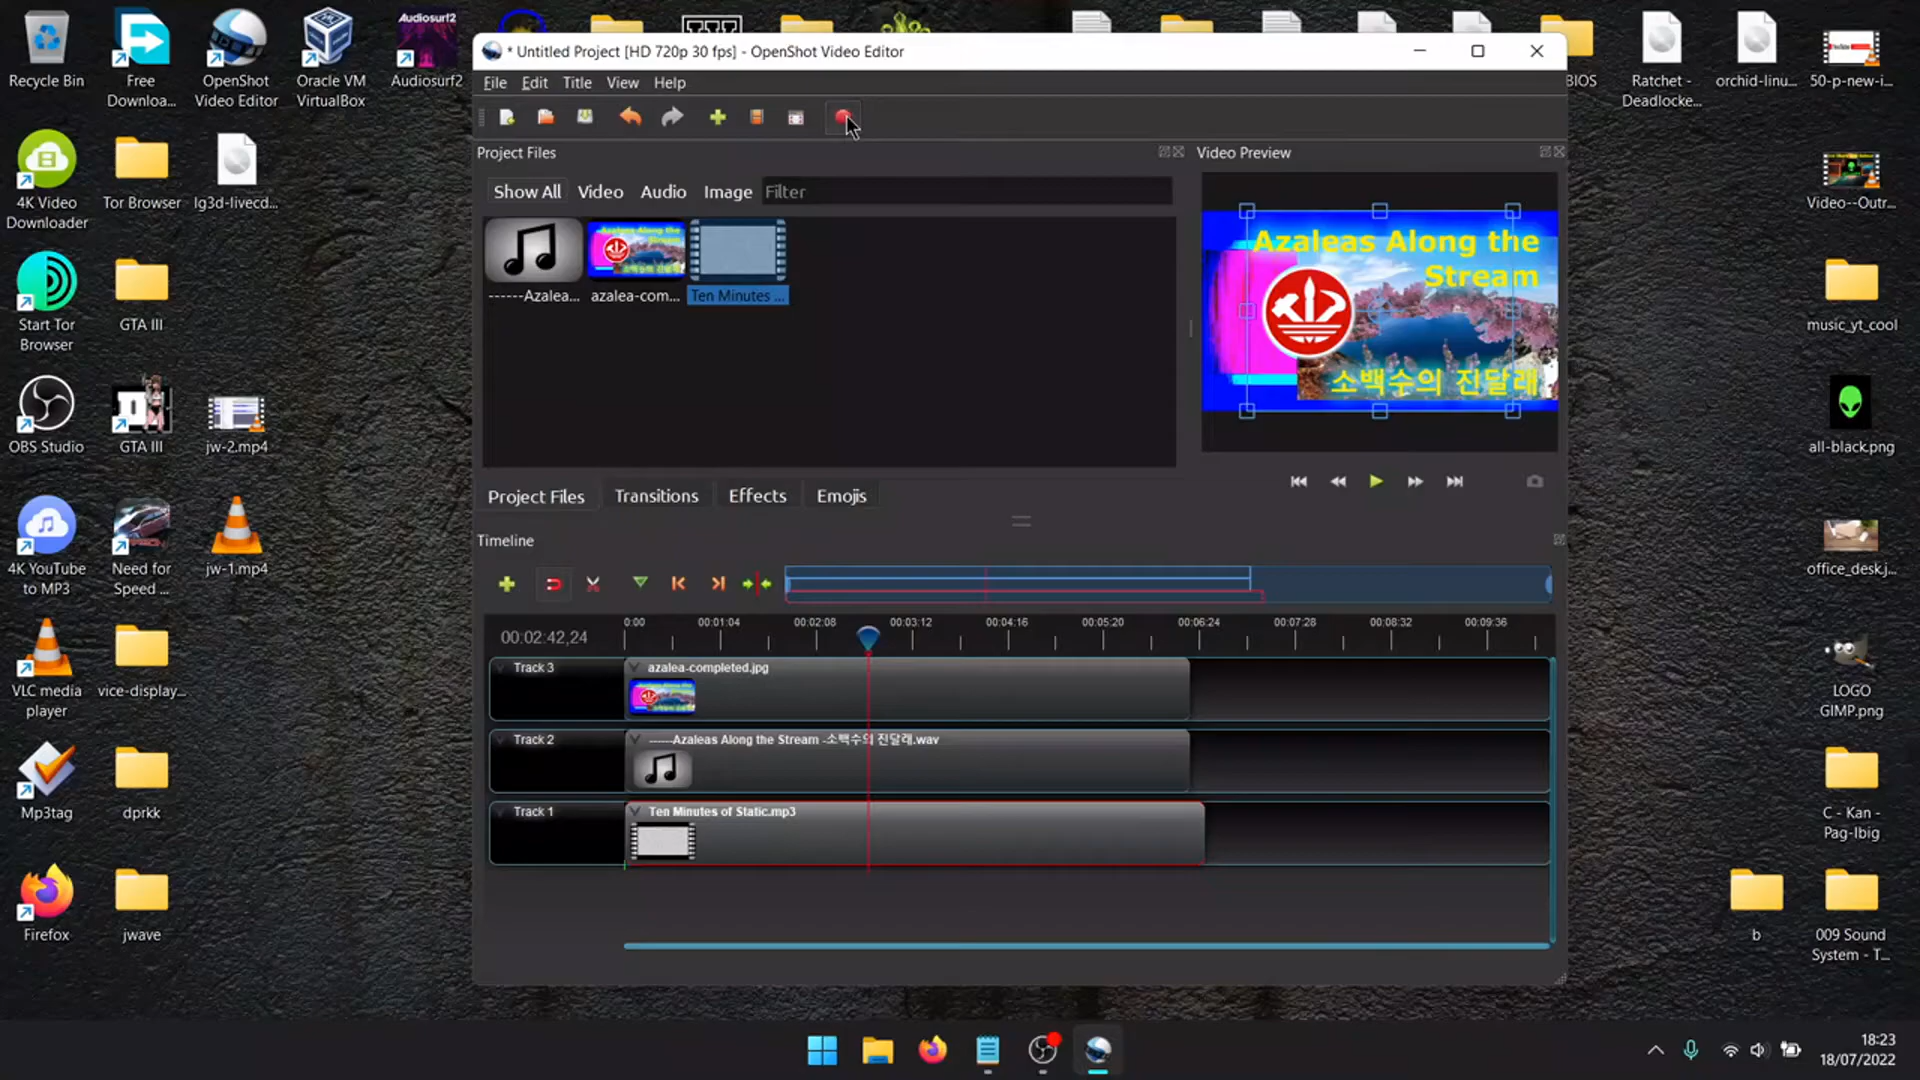 Recycle Bin
Free
Downloa...
OpenShot
Video Editor
Oracle VM
VirtualBox
Audiosurf2
Audiosurf2
4K Video
Downloader
Tor Browser
lg3d-livecd...
Start Tor
Browser
GTA III
OBS Studio
GTA III
jw-2.mp4
4K YouTube
to MP3
Need for
Speed ...
jw-1.mp4
VLC media
player
vice-display...
Mp3tag
dprkk
Firefox
jwave
* Untitled Project [HD 720p 30 fps] - OpenShot Video Editor
File Edit Title View Help
Project Files
Show All Video Audio Image Filter
------Azalea...
azalea-com...
Ten Minutes ...
Video Preview
Azaleas Along the
Stream
소백수의 진달래
Project Files Transitions Effects Emojis
Timeline
00:02:42,24
0:00 00:01:04 00:02:08 00:03:12 00:04:16 00:05:20 00:06:24 00:07:28 00:08:32 00:09:36
Track 3
azalea-completed.jpg
Track 2
------Azaleas Along the Stream -소백수의 진달래.wav
Track 1
Ten Minutes of Static.mp3
BIOS
Ratchet -
Deadlocke...
orchid-linu...
50-p-new-i...
Video--Outr...
music_yt_cool
all-black.png
office_desk.j...
LOGO
GIMP.png
C - Kan -
Pag-Ibig
b
009 Sound
System - T...
18:23
18/07/2022